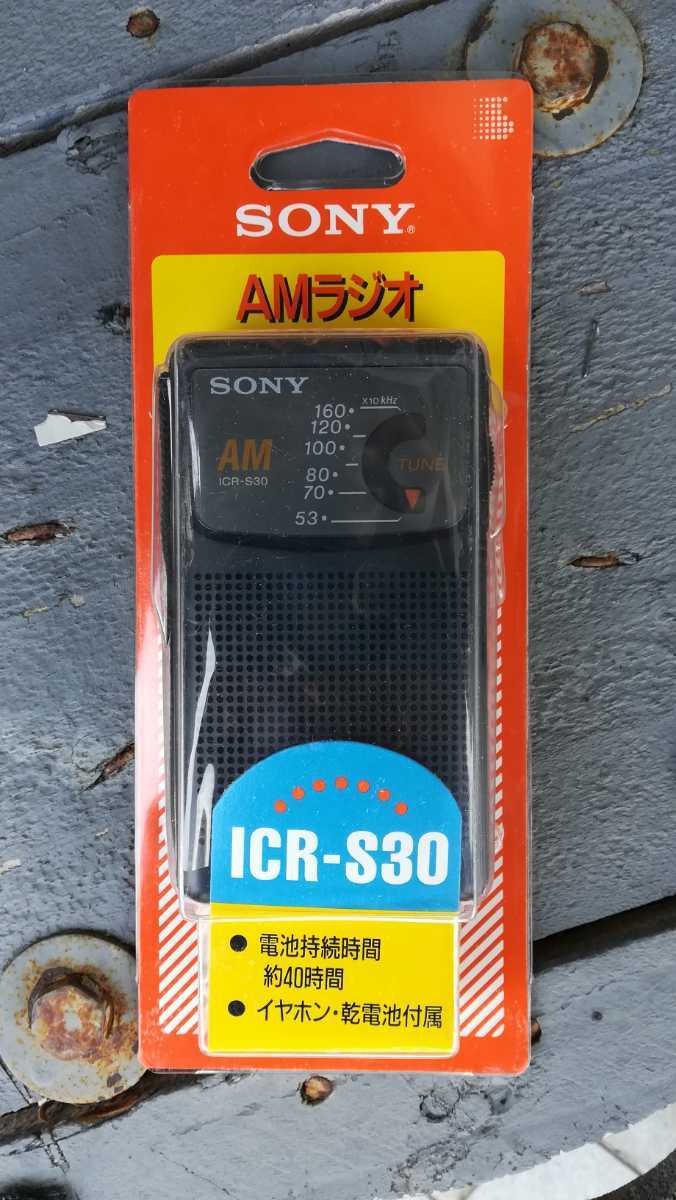 SONY®
AMラジオ
SONY
AM
ICR-S30
X10 kHz
160
120
100
80
70
53
TUNE
ICR-S30
● 電池持続時間
約40時間
● イヤホン・乾電池付属